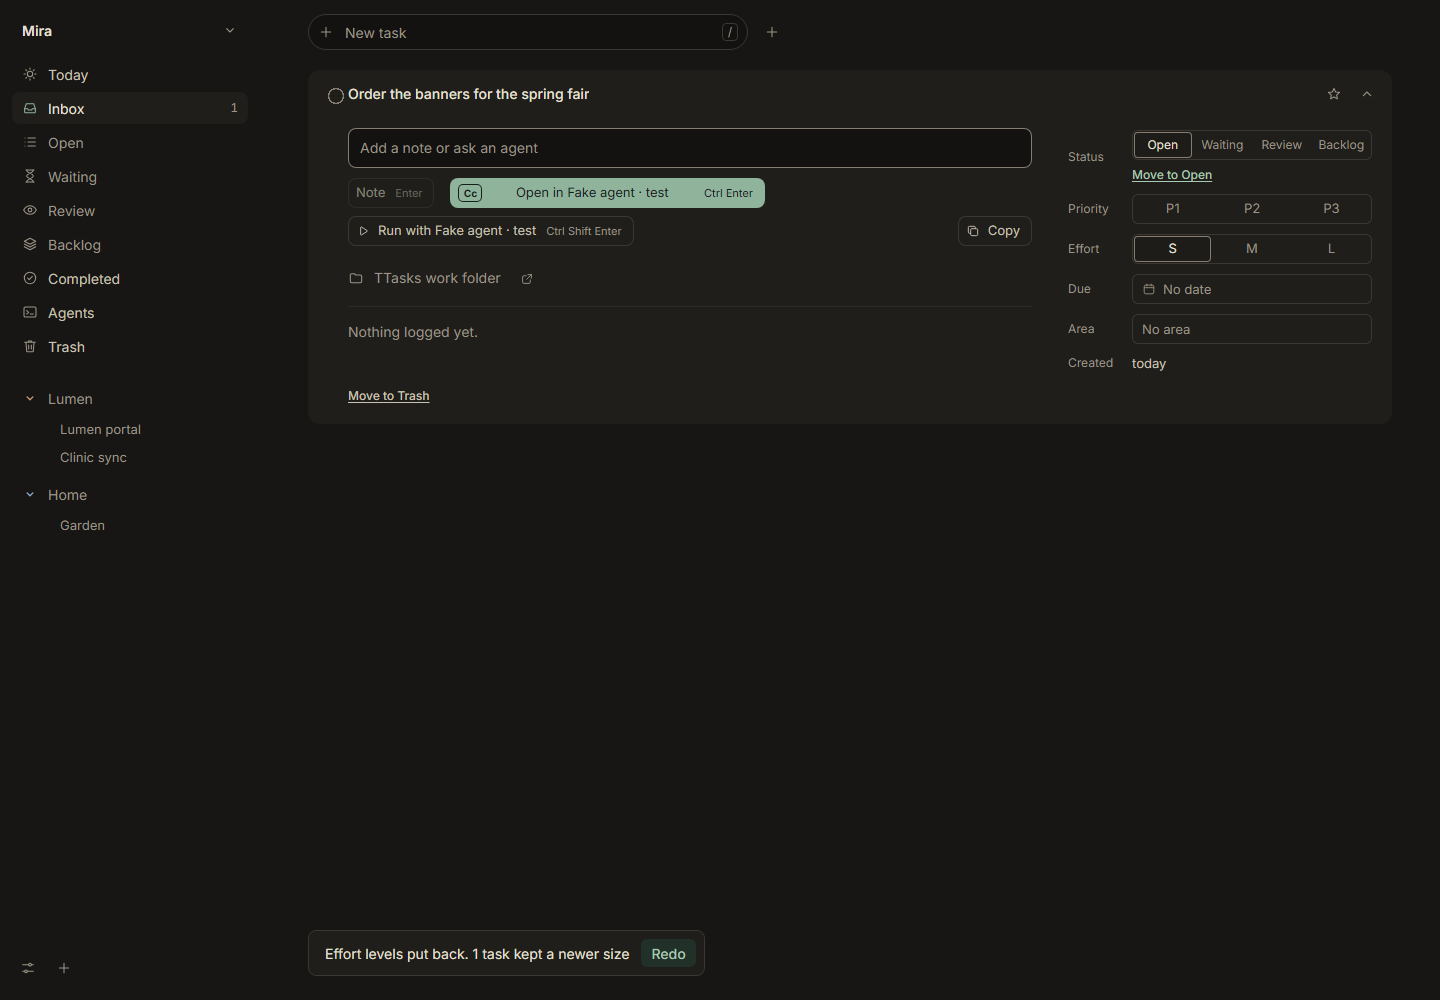 Mira
Today
Inbox 1
Open
Waiting
Review
Backlog
Completed
Agents
Trash
Lumen
Lumen portal
Clinic sync
Home
Garden
New task /
Order the banners for the spring fair
Add a note or ask an agent
Note Enter
Cc Open in Fake agent · test Ctrl Enter
Run with Fake agent · test Ctrl Shift Enter
Copy
TTasks work folder
Nothing logged yet.
Move to Trash
Status Open Waiting Review Backlog
Move to Open
Priority P1 P2 P3
Effort S M L
Due No date
Area No area
Created today
Effort levels put back. 1 task kept a newer size Redo